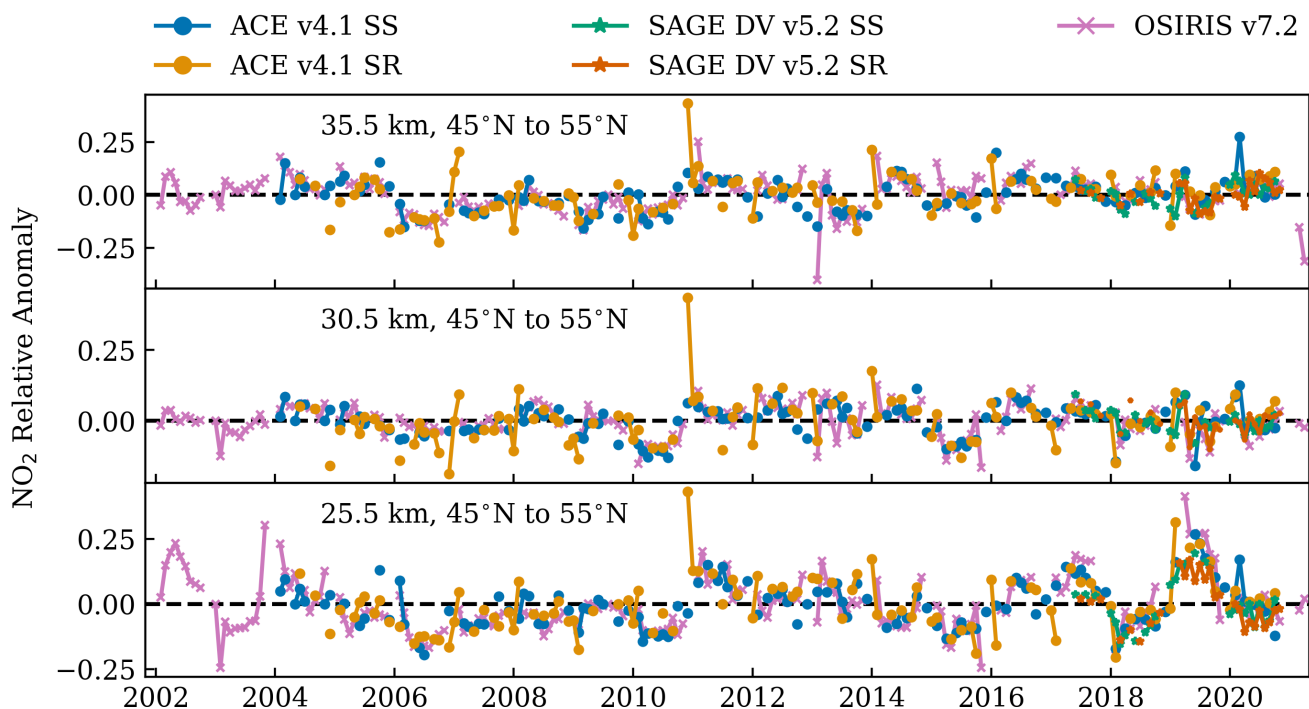 ACE v4.1 SS
SAGE DV v5.2 SS
OSIRIS v7.2
ACE v4.1 SR
SAGE DV v5.2 SR
NO₂ Relative Anomaly
35.5 km, 45°N to 55°N
0.25
0.00
−0.25
30.5 km, 45°N to 55°N
0.25
0.00
25.5 km, 45°N to 55°N
0.25
0.00
−0.25
2002 2004 2006 2008 2010 2012 2014 2016 2018 2020